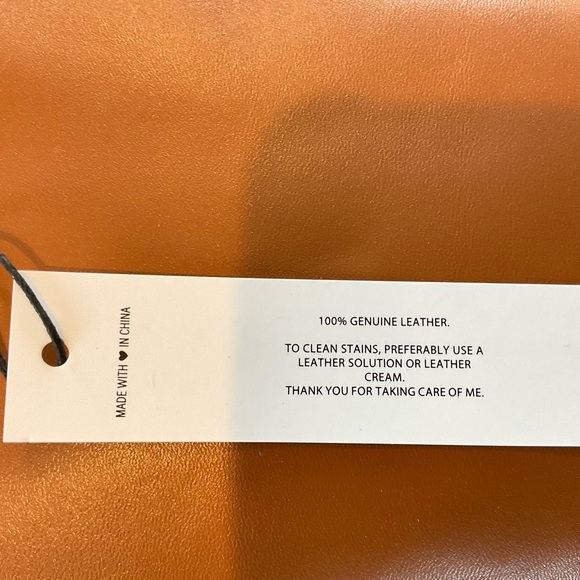 MADE WITH ♥ IN CHINA
100% GENUINE LEATHER.
TO CLEAN STAINS, PREFERABLY USE A
LEATHER SOLUTION OR LEATHER
CREAM.
THANK YOU FOR TAKING CARE OF ME.